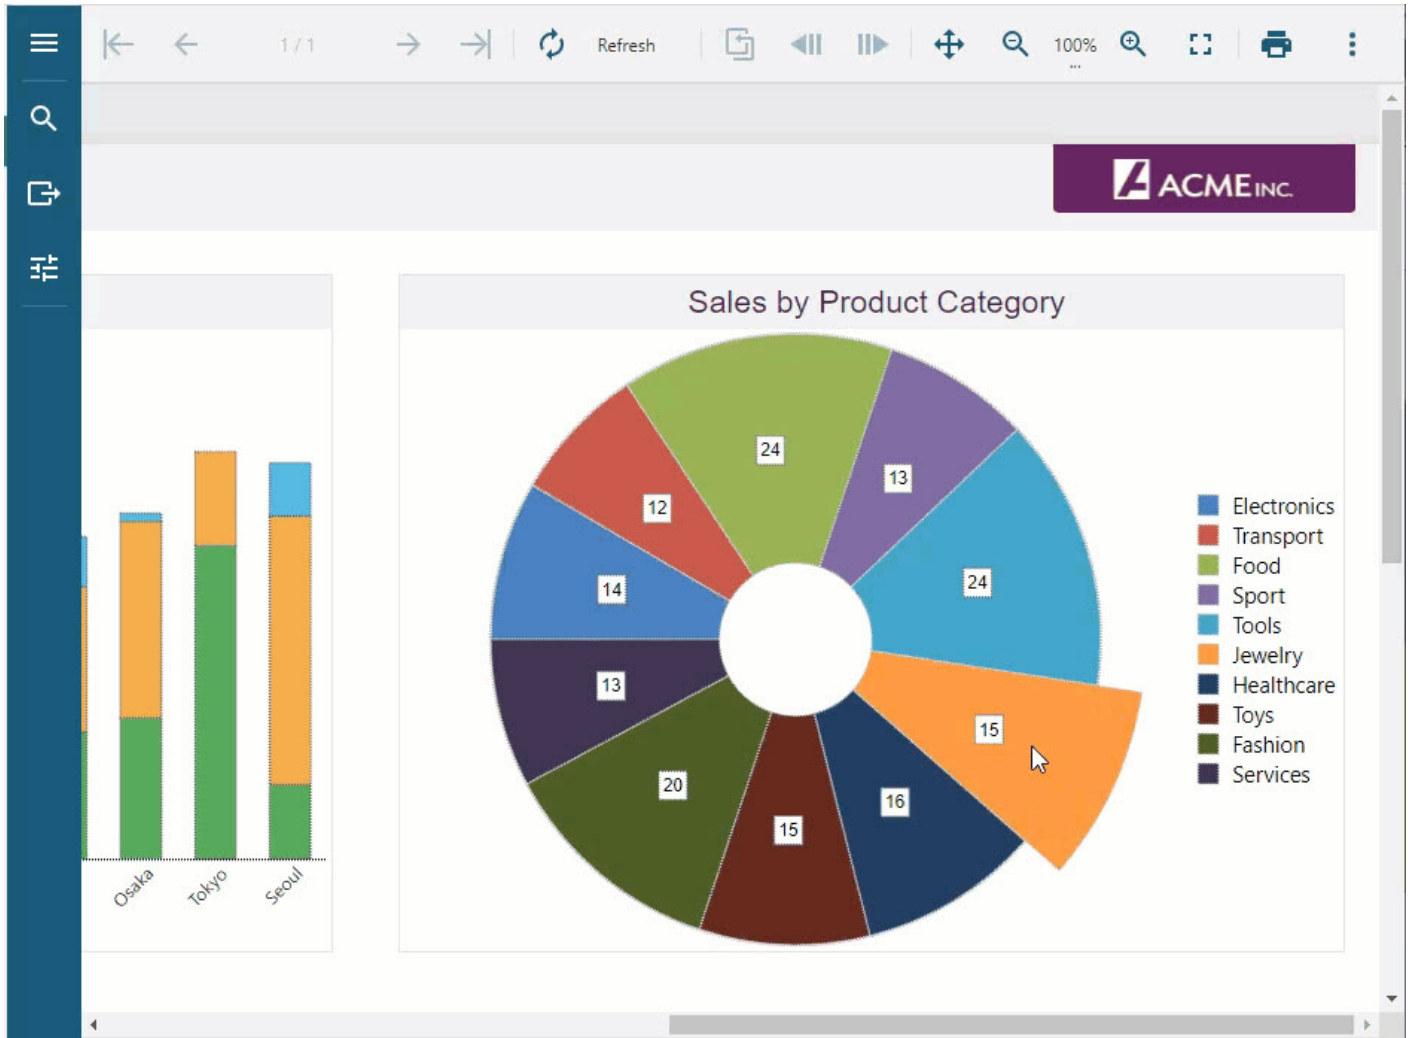 1 / 1
Refresh
100%
...
ACME INC.
Sales by Product Category
24
13
12
24
14
13
15
20
16
15
Electronics
Transport
Food
Sport
Tools
Jewelry
Healthcare
Toys
Fashion
Services
Osaka
Tokyo
Seoul